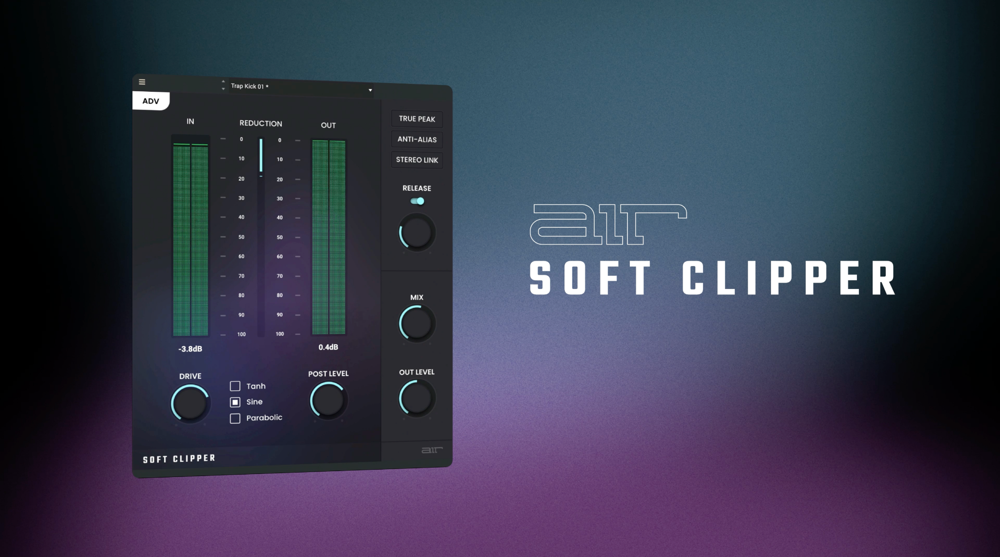 Trap Kick 01 *
ADV
IN
REDUCTION
OUT
TRUE PEAK
ANTI-ALIAS
STEREO LINK
0 0
10 10
20 20
30 30
40 40
50 50
60 60
70 70
80 80
90 90
100 100
-3.8dB
0.4dB
RELEASE
MIX
OUT LEVEL
DRIVE
Tanh
Sine
Parabolic
POST LEVEL
SOFT CLIPPER
air
air
SOFT CLIPPER